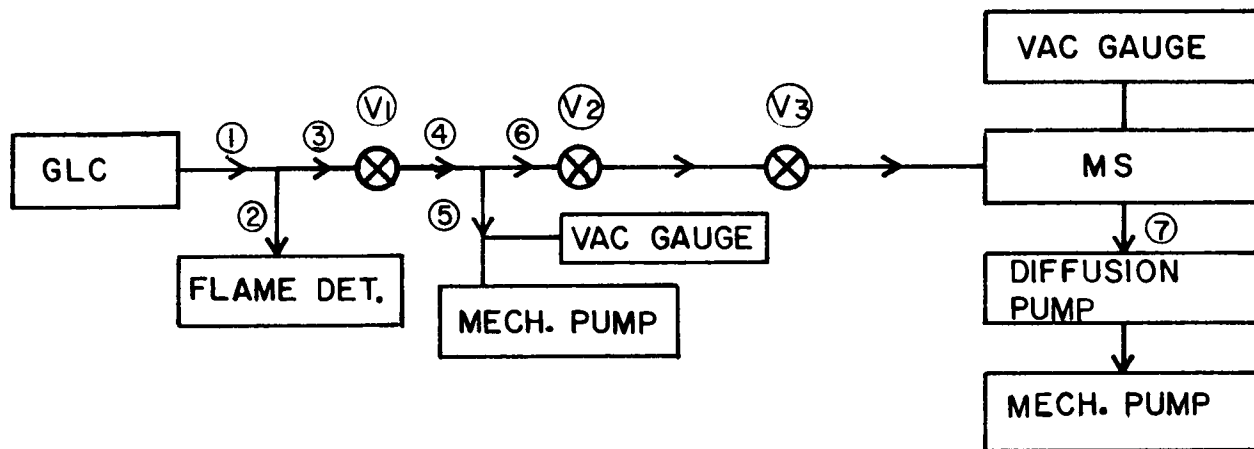 VAC GAUGE
V1
V2
V3
GLC
①
③
④
⑥
MS
②
⑤
VAC GAUGE
⑦
FLAME DET.
DIFFUSION
PUMP
MECH. PUMP
MECH. PUMP